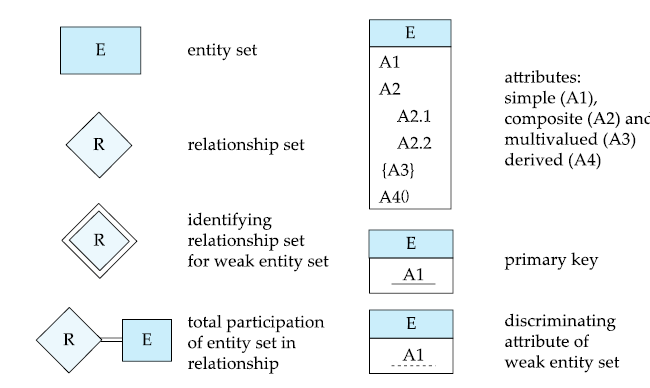 E
entity set
R
relationship set
R
identifying
relationship set
for weak entity set
R
E
total participation
of entity set in
relationship
E
A1
A2
A2.1
A2.2
{A3}
A4()
attributes:
simple (A1),
composite (A2) and
multivalued (A3)
derived (A4)
E
A1
primary key
E
A1
discriminating
attribute of
weak entity set